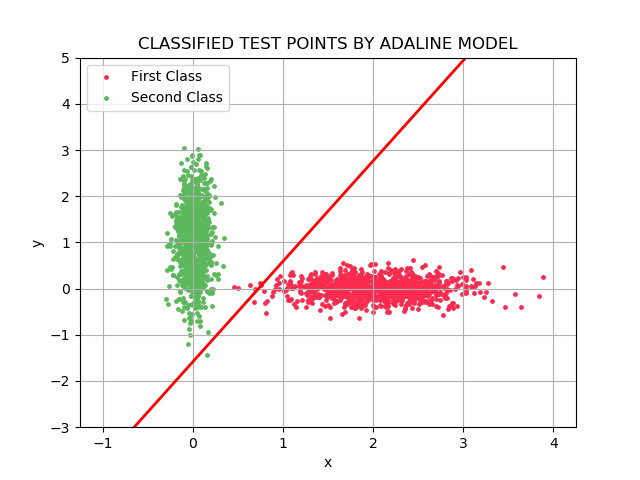 CLASSIFIED TEST POINTS BY ADALINE MODEL
First Class
Second Class
5
4
3
2
1
0
−1
−2
−3
y
−1 0 1 2 3 4
x